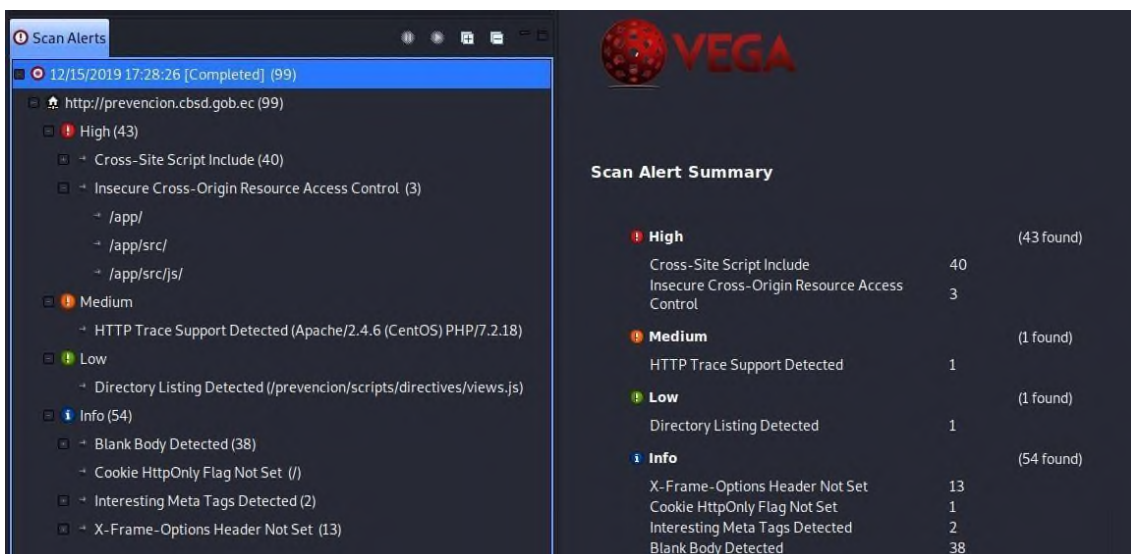 Scan Alerts
12/15/2019 17:28:26 [Completed] (99)
http://prevencion.cbsd.gob.ec (99)
High (43)
Cross-Site Script Include (40)
Insecure Cross-Origin Resource Access Control (3)
/app/
/app/src/
/app/src/js/
Medium
HTTP Trace Support Detected (Apache/2.4.6 (CentOS) PHP/7.2.18)
Low
Directory Listing Detected (/prevencion/scripts/directives/views.js)
Info (54)
Blank Body Detected (38)
Cookie HttpOnly Flag Not Set (/)
Interesting Meta Tags Detected (2)
X-Frame-Options Header Not Set (13)
VEGA
Scan Alert Summary
High (43 found)
Cross-Site Script Include 40
Insecure Cross-Origin Resource Access
Control 3
Medium (1 found)
HTTP Trace Support Detected 1
Low (1 found)
Directory Listing Detected 1
Info (54 found)
X-Frame-Options Header Not Set 13
Cookie HttpOnly Flag Not Set 1
Interesting Meta Tags Detected 2
Blank Body Detected 38